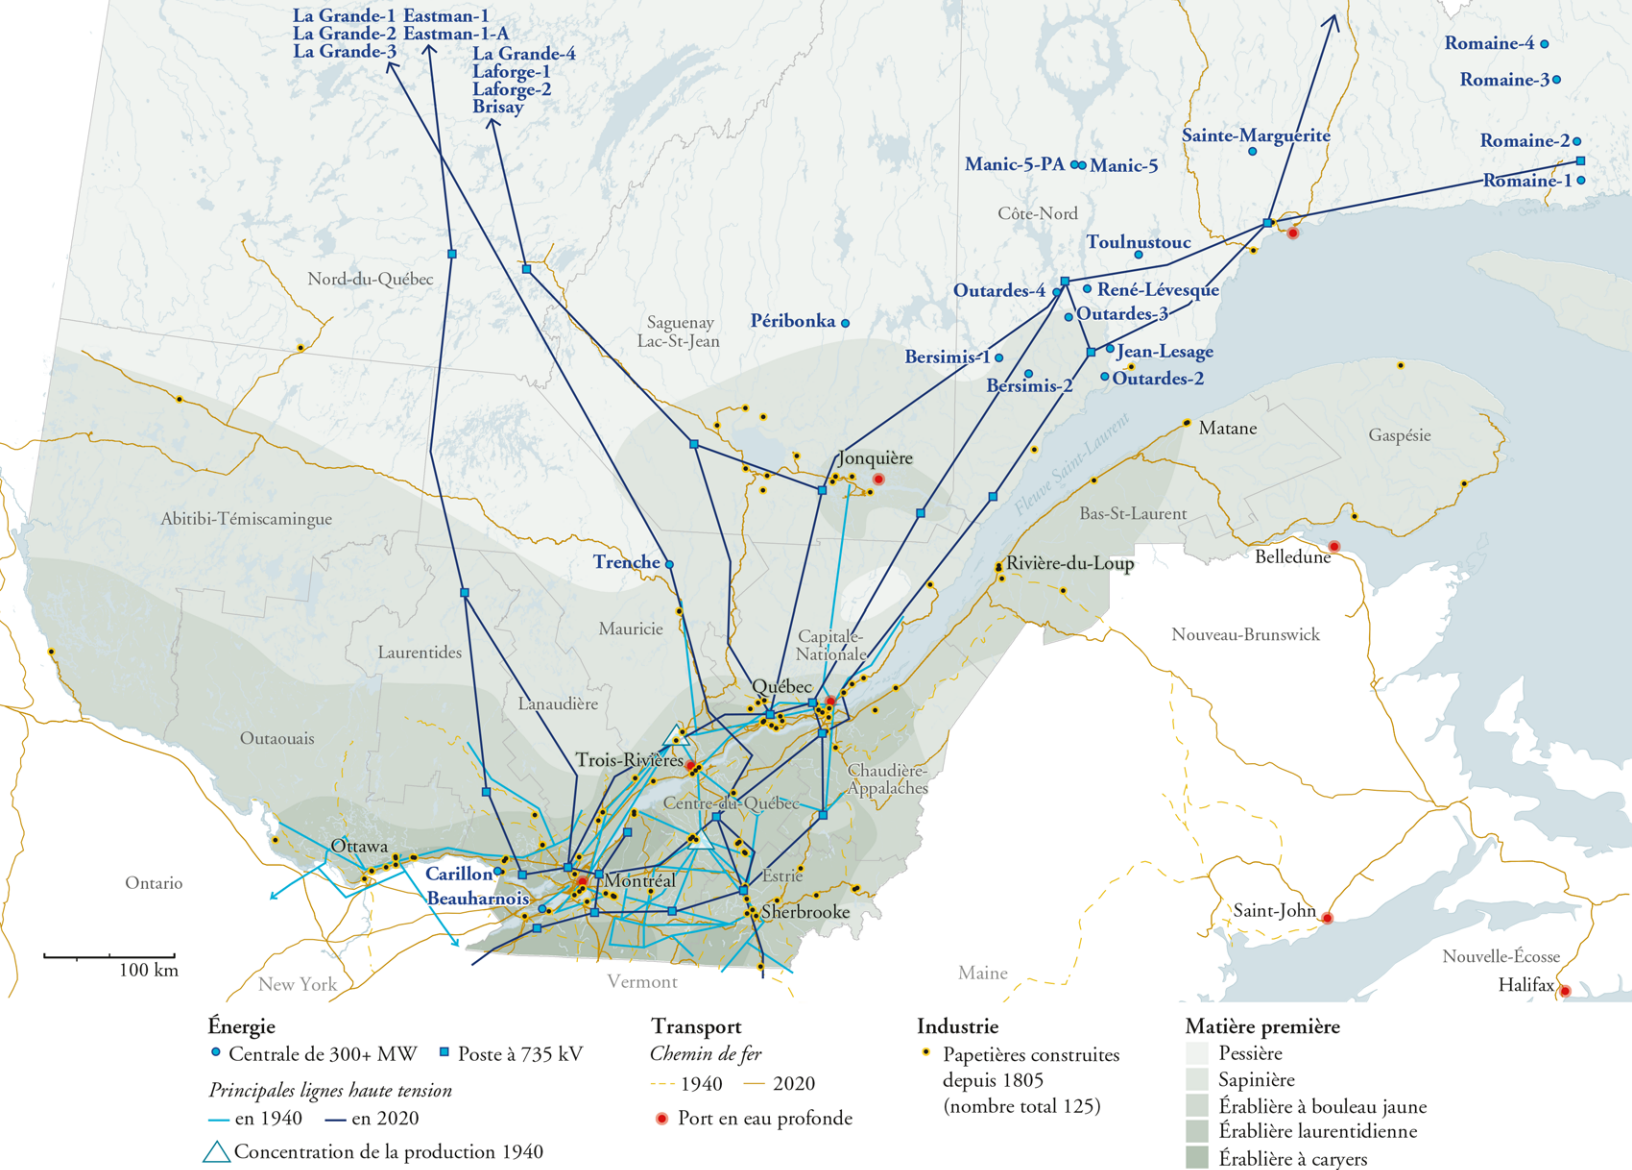 La Grande-1 Eastman-1
La Grande-2 Eastman-1-A
La Grande-3
La Grande-4
Laforge-1
Laforge-2
Brisay
Romaine-4
Romaine-3
Romaine-2
Romaine-1
Sainte-Marguerite
Manic-5-PA
Manic-5
Côte-Nord
Toulnustouc
Nord-du-Québec
Outardes-4
René-Lévesque
Outardes-3
Péribonka
Saguenay
Lac-St-Jean
Bersimis-1
Jean-Lesage
Bersimis-2
Outardes-2
Matane
Gaspésie
Jonquière
Fleuve Saint-Laurent
Abitibi-Témiscamingue
Bas-St-Laurent
Trenche
Rivière-du-Loup
Belledune
Mauricie
Capitale-
Nationale
Nouveau-Brunswick
Laurentides
Québec
Lanaudière
Outaouais
Trois-Rivières
Chaudière-
Appalaches
Centre-du-Québec
Ottawa
Carillon
Montréal
Estrie
Ontario
Beauharnois
Sherbrooke
Saint-John
100 km
New York
Vermont
Maine
Nouvelle-Écosse
Halifax
Énergie
Centrale de 300+ MW
Poste à 735 kV
Principales lignes haute tension
en 1940
en 2020
Concentration de la production 1940
Transport
Chemin de fer
1940
2020
Port en eau profonde
Industrie
Papetières construites
depuis 1805
(nombre total 125)
Matière première
Pessière
Sapinière
Érablière à bouleau jaune
Érablière laurentidienne
Érablière à caryers